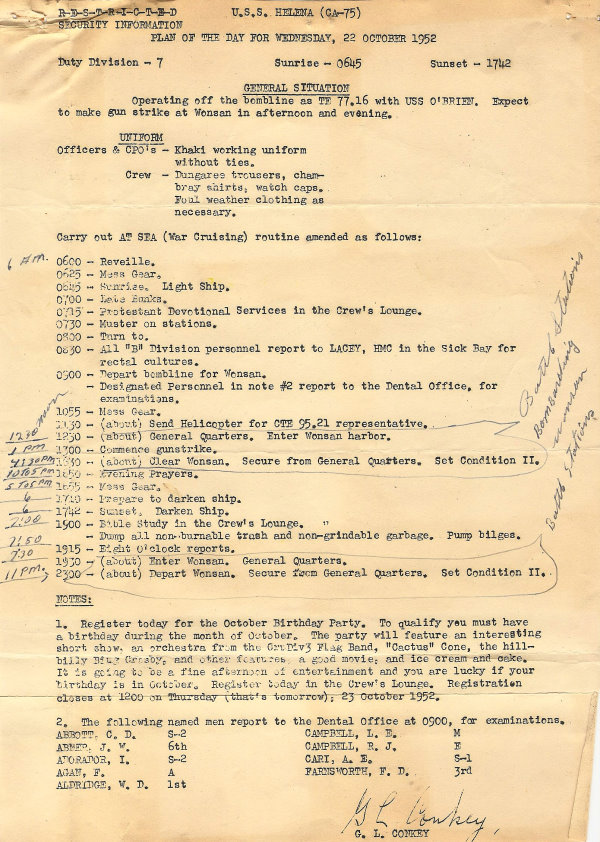 R-E-S-T-R-I-C-T-E-D U.S.S. HELENA (CA-75)
SECURITY INFORMATION
PLAN OF THE DAY FOR WEDNESDAY, 22 OCTOBER 1952
Duty Division - 7 Sunrise - 0645 Sunset - 1742
GENERAL SITUATION
Operating off the bombline as TE 77.16 with USS O'BRIEN. Expect
to make gun strike at Wonsan in afternoon and evening.
UNIFORM
Officers & CPO's - Khaki working uniform
without ties.
Crew - Dungaree trousers, cham-
bray shirts, watch caps.
Foul weather clothing as
necessary.
Carry out AT SEA (War Cruising) routine amended as follows:
6 A.M. 0600 - Reveille.
0625 - Mess Gear.
0645 - Sunrise. Light Ship.
0700 - Late Bunks.
0715 - Protestant Devotional Services in the Crew's Lounge.
0730 - Muster on stations.
0800 - Turn to.
0830 - All "B" Division personnel report to LACEY, HMC in the Sick Bay for
rectal cultures.
0900 - Depart bombline for Wonsan.
- Designated Personnel in note #2 report to the Dental Office, for
examinations.
1055 - Mess Gear.
1130 - (about) Send Helicopter for CTE 95.21 representative.
12:30 1230 - (about) General Quarters. Enter Wonsan harbor.
1 PM 1300 - Commence gunstrike.
1630 - (about) Clear Wonsan. Secure from General Quarters. Set Condition II.
1650 - Evening Prayers.
1655 - Mess Gear.
6 1710 - Prepare to darken ship.
6 1742 - Sunset. Darken Ship.
7:00 1900 - Bible Study in the Crew's Lounge. "
- Dump all non-burnable trash and non-grindable garbage. Pump bilges.
1915 - Eight O'clock reports.
7:30 1930 - (about) Enter Wonsan. General Quarters.
11 PM. 2300 - (about) Depart Wonsan. Secure from General Quarters. Set Condition II.
Battle Stations
Bombarding
Wonsan
Battle Stations
NOTES:
1. Register today for the October Birthday Party. To qualify you must have
a birthday during the month of October. The party will feature an interesting
short show, an orchestra from the CruDiv3 Flag Band, "Cactus" Cone, the hill-
billy Bing Crosby, and other features, a good movie, and ice cream and cake.
It is going to be a fine afternoon of entertainment and you are lucky if your
birthday is in October. Register today in the Crew's Lounge. Registration
closes at 1200 on Thursday (that's tomorrow), 23 October 1952.
2. The following named men report to the Dental Office at 0900, for examinations.
ABBOTT, C. D. S-2 CAMPBELL, L. E. M
ABNER, J. W. 6th CAMPBELL, R. J. E
ADORADOR, I. S-2 CARI, A. E. S-1
AGAN, F. A FARNSWORTH, F. D. 3rd
ALDRIDGE, W. D. 1st
G L Conkey,
G. L. CONKEY